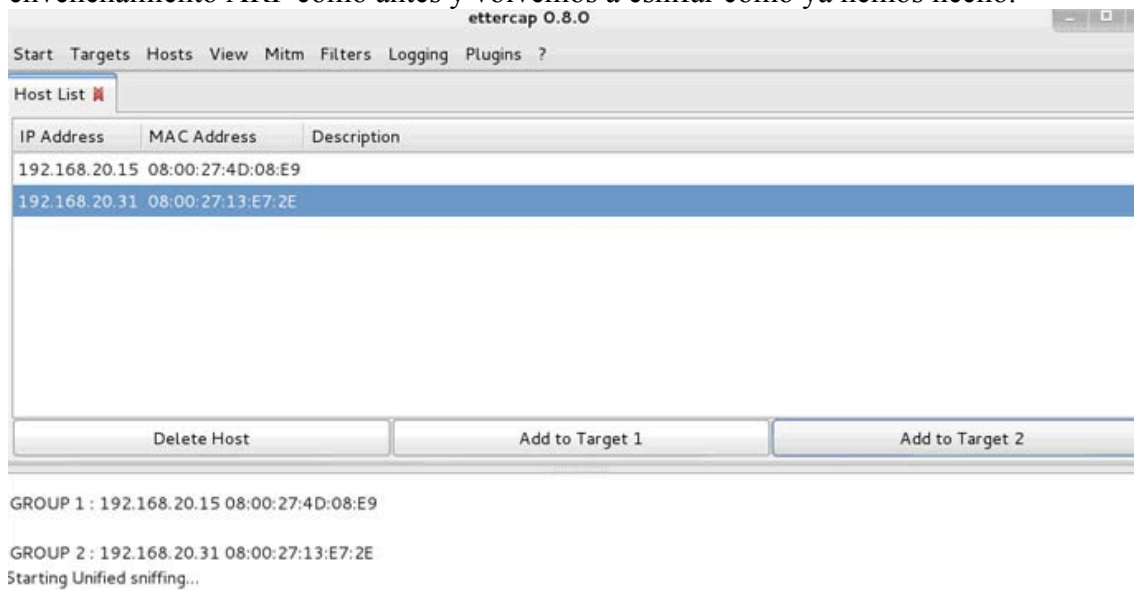 envenenamiento ARP como antes y volvemos a esnifar como ya hemos hecho.
ettercap 0.8.0
Start Targets Hosts View Mitm Filters Logging Plugins ?
Host List
IP Address MAC Address Description
192.168.20.15 08:00:27:4D:08:E9
192.168.20.31 08:00:27:13:E7:2E
Delete Host Add to Target 1 Add to Target 2
GROUP 1 : 192.168.20.15 08:00:27:4D:08:E9
GROUP 2 : 192.168.20.31 08:00:27:13:E7:2E
Starting Unified sniffing...